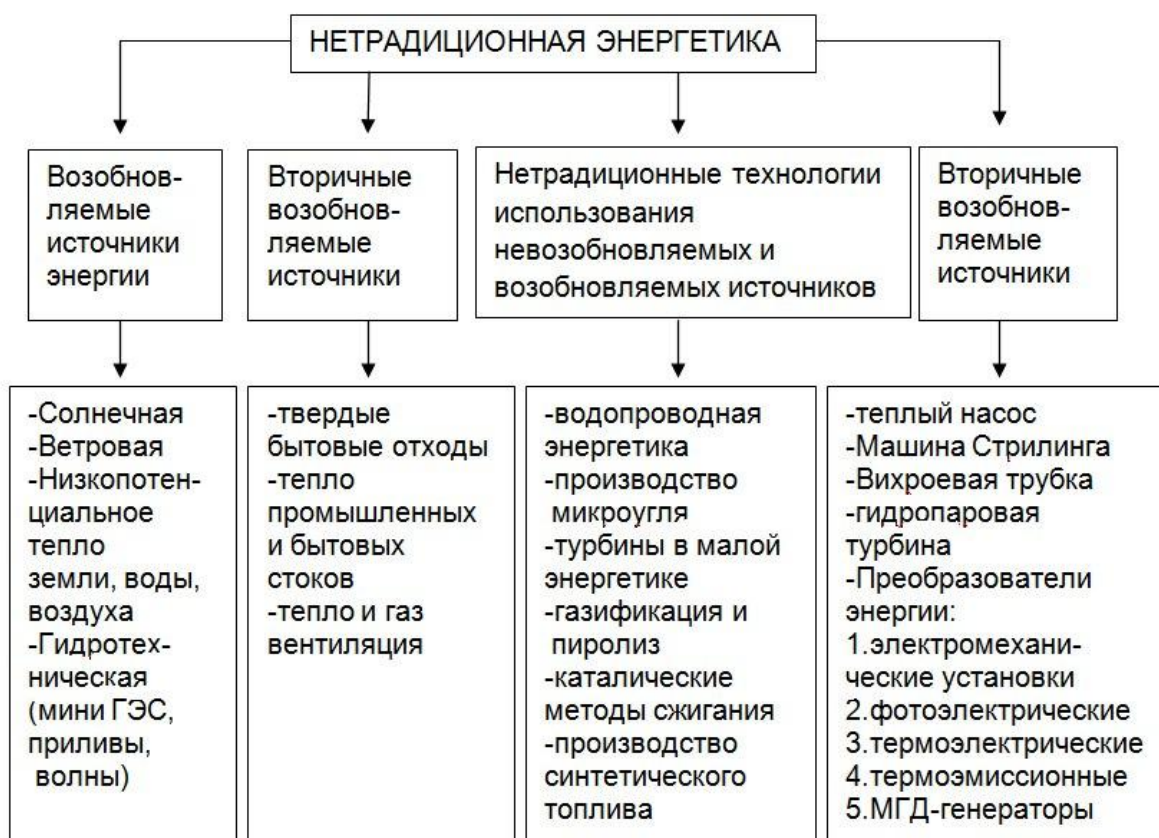 НЕТРАДИЦИОННАЯ ЭНЕРГЕТИКА
Возобнов-
ляемые
источники
энергии
Вторичные
возобнов-
ляемые
источники
Нетрадиционные технологии
использования
невозобновляемых и
возобновляемых источников
Вторичные
возобнов-
ляемые
источники
-Солнечная
-Ветровая
-Низкопотен-
циальное
тепло
земли, воды,
воздуха
-Гидротех-
ническая
(мини ГЭС,
приливы,
волны)
-твердые
бытовые отходы
-тепло
промышленных
и бытовых
стоков
-тепло и газ
вентиляция
-водопроводная
энергетика
-производство
микроугля
-турбины в малой
энергетике
-газификация и
пиролиз
-каталические
методы сжигания
-производство
синтетического
топлива
-теплый насос
-Машина Стрилинга
-Вихроевая трубка
-гидропаровая
турбина
-Преобразователи
энергии:
1.электромехани-
ческие установки
2.фотоэлектрические
3.термоэлектрические
4.термоэмиссионные
5.МГД-генераторы